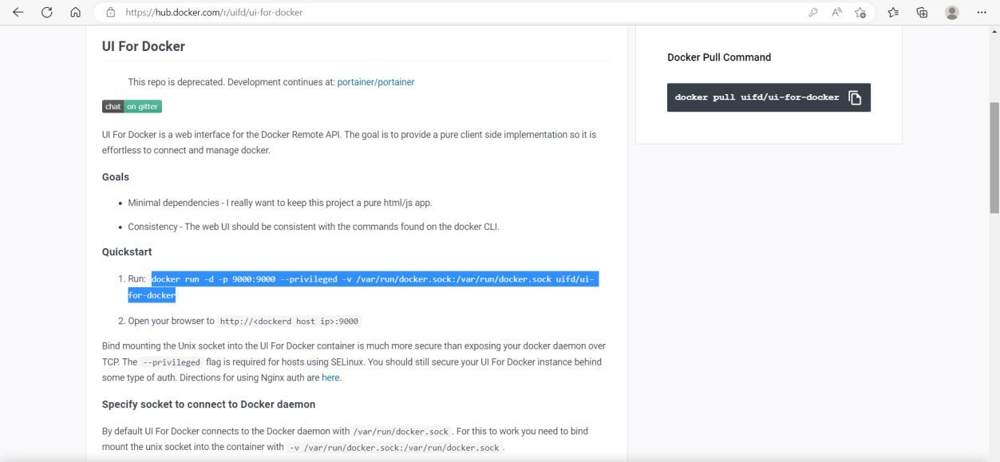 https://hub.docker.com/r/uifd/ui-for-docker
UI For Docker
This repo is deprecated. Development continues at: portainer/portainer
chat on gitter
UI For Docker is a web interface for the Docker Remote API. The goal is to provide a pure client side implementation so it is
effortless to connect and manage docker.
Goals
• Minimal dependencies - I really want to keep this project a pure html/js app.
• Consistency - The web UI should be consistent with the commands found on the docker CLI.
Quickstart
1. Run: docker run -d -p 9000:9000 --privileged -v /var/run/docker.sock:/var/run/docker.sock uifd/ui-
for-docker
2. Open your browser to http://<dockerd host ip>:9000
Bind mounting the Unix socket into the UI For Docker container is much more secure than exposing your docker daemon over
TCP. The --privileged flag is required for hosts using SELinux. You should still secure your UI For Docker instance behind
some type of auth. Directions for using Nginx auth are here.
Specify socket to connect to Docker daemon
By default UI For Docker connects to the Docker daemon with /var/run/docker.sock . For this to work you need to bind
mount the unix socket into the container with -v /var/run/docker.sock:/var/run/docker.sock .
Docker Pull Command
docker pull uifd/ui-for-docker